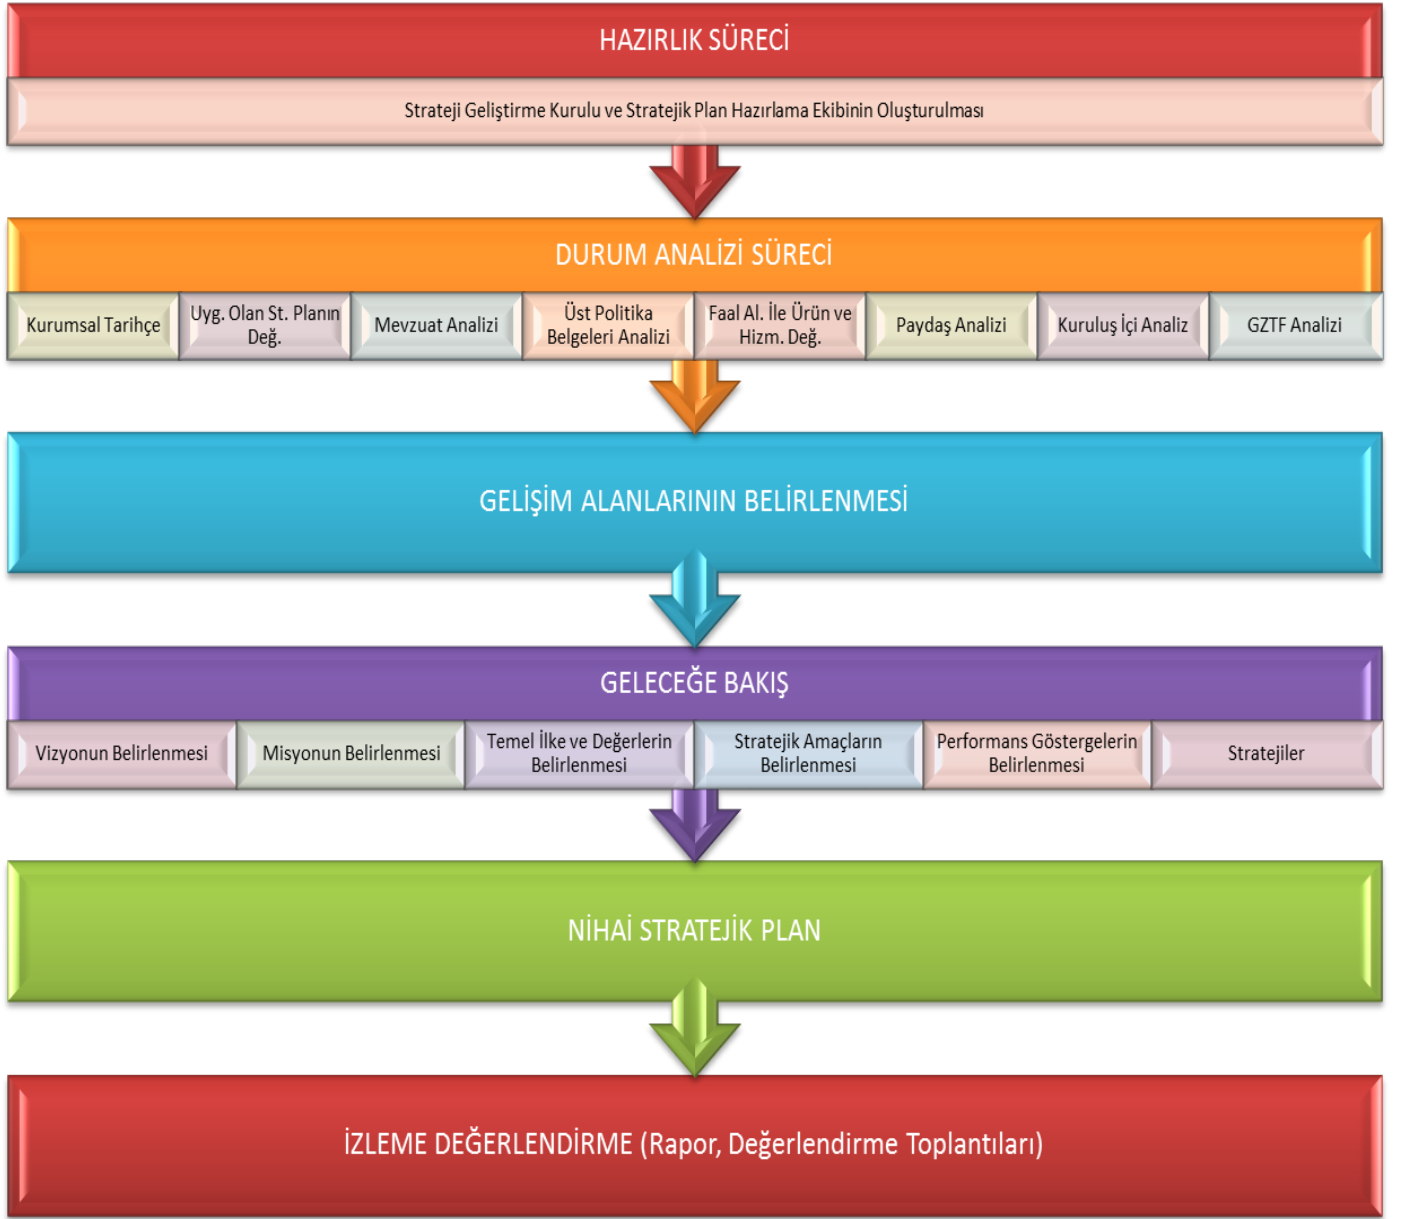 HAZIRLIK SÜRECİ
Strateji Geliştirme Kurulu ve Stratejik Plan Hazırlama Ekibinin Oluşturulması
DURUM ANALİZİ SÜRECİ
Kurumsal Tarihçe
Uyg. Olan St. Planın
Değ.
Mevzuat Analizi
Üst Politika
Belgeleri Analizi
Faal Al. İle Ürün ve
Hizm. Değ.
Paydaş Analizi
Kuruluş İçi Analiz
GZTF Analizi
GELİŞİM ALANLARININ BELİRLENMESİ
GELECEĞE BAKIŞ
Vizyonun Belirlenmesi
Misyonun Belirlenmesi
Temel İlke ve Değerlerin
Belirlenmesi
Stratejik Amaçların
Belirlenmesi
Performans Göstergelerin
Belirlenmesi
Stratejiler
NİHAİ STRATEJİK PLAN
İZLEME DEĞERLENDİRME (Rapor, Değerlendirme Toplantıları)